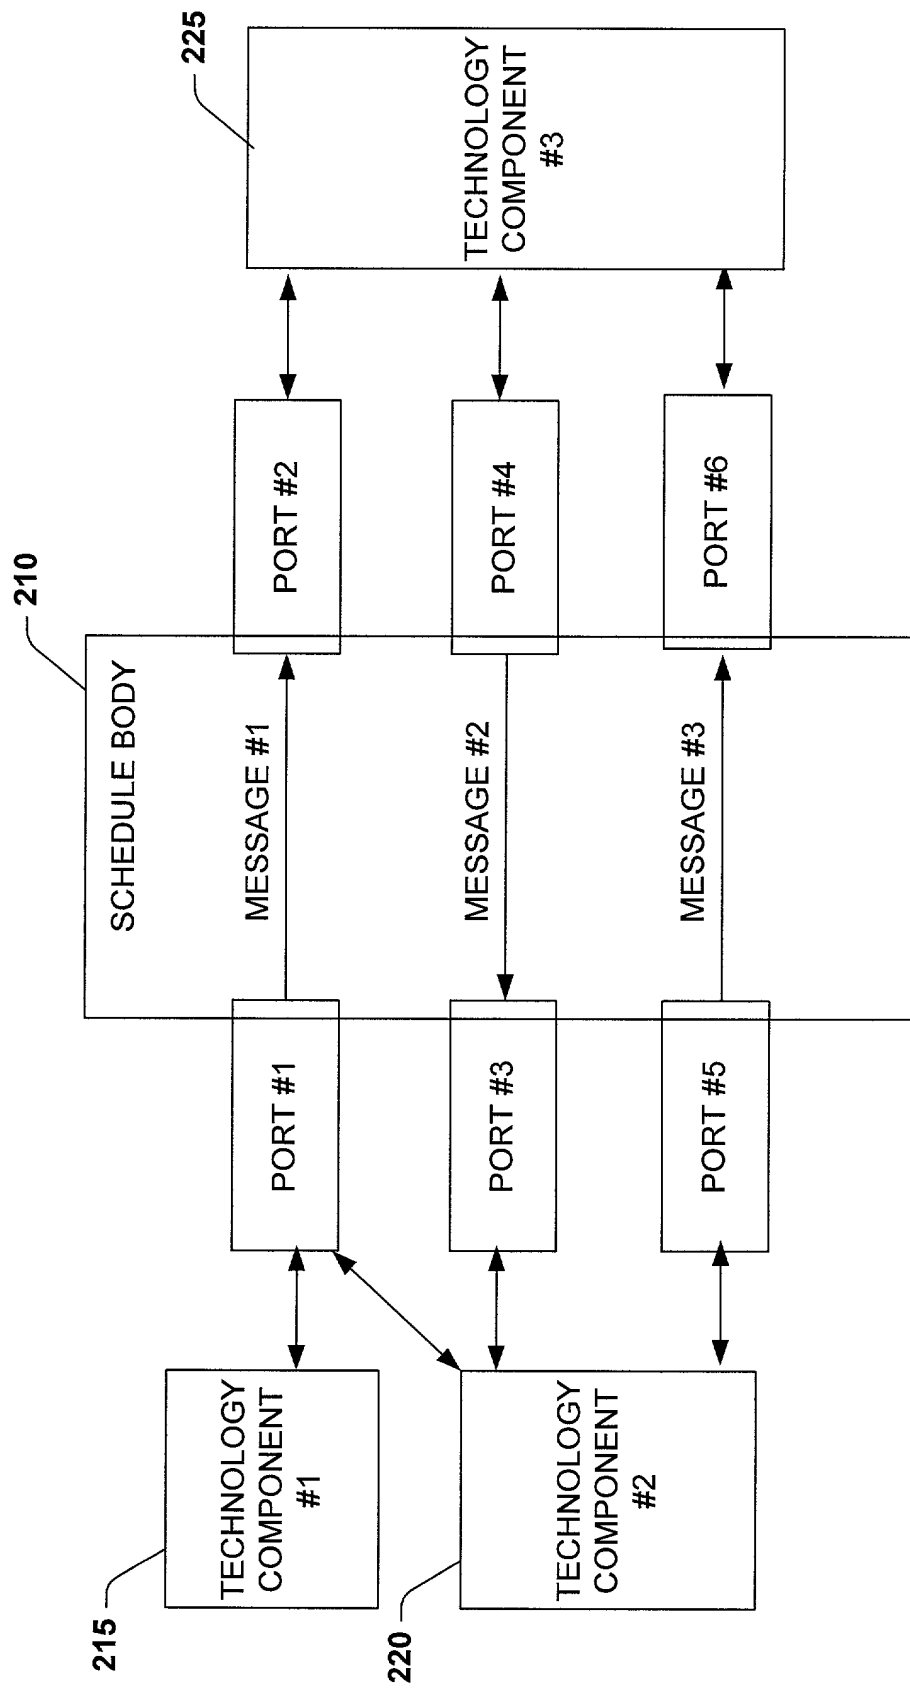 210
225
SCHEDULE BODY
TECHNOLOGY
COMPONENT
#1
PORT #1
MESSAGE #1
PORT #2
215
TECHNOLOGY
COMPONENT
#2
PORT #3
MESSAGE #2
PORT #4
TECHNOLOGY
COMPONENT
#3
220
PORT #5
MESSAGE #3
PORT #6